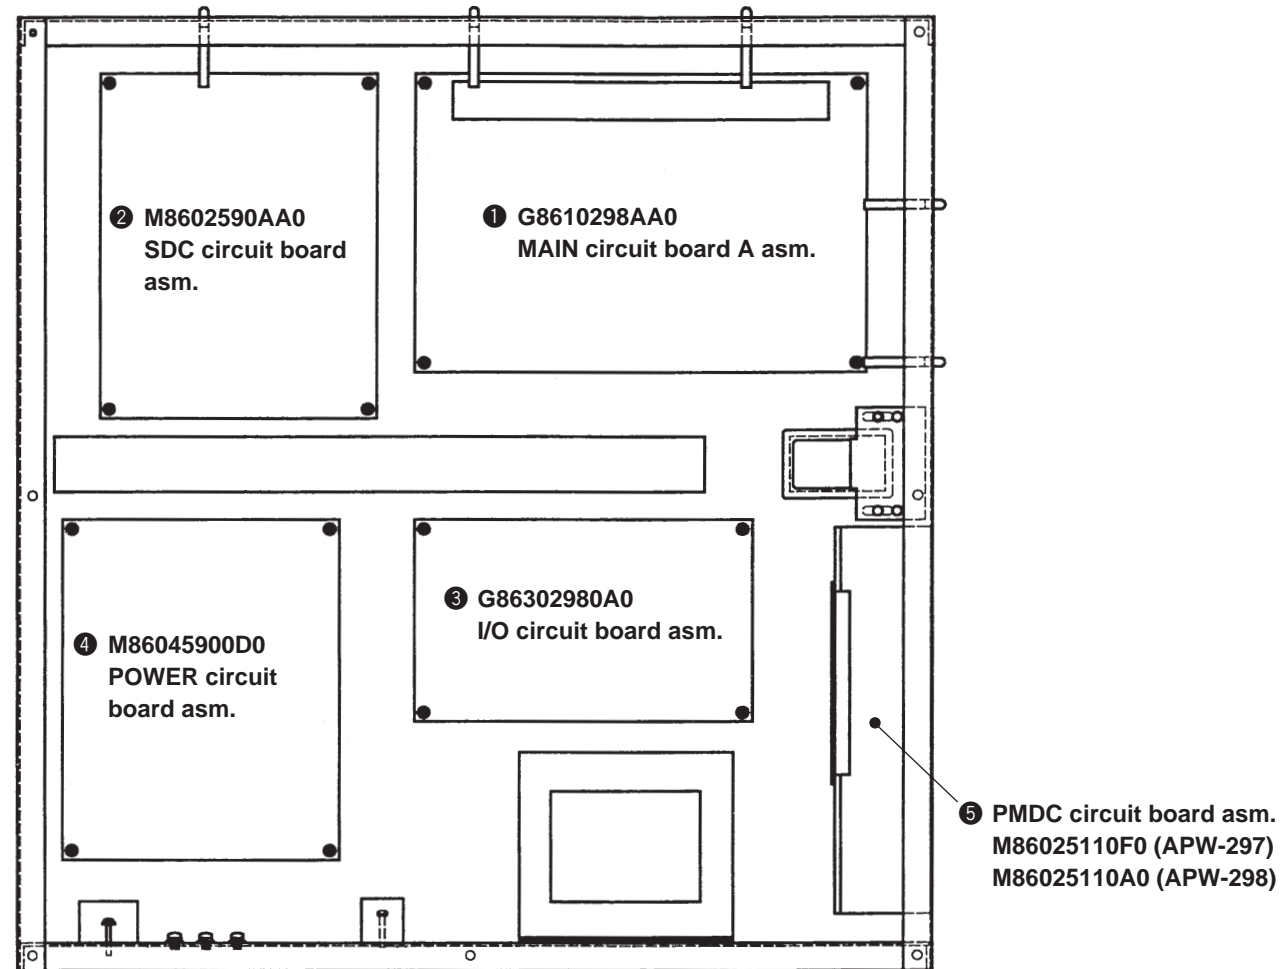 ❷ M8602590AA0
SDC circuit board
asm.
❶ G8610298AA0
MAIN circuit board A asm.
❸ G86302980A0
I/O circuit board asm.
❹ M86045900D0
POWER circuit
board asm.
❺ PMDC circuit board asm.
M86025110F0 (APW-297)
M86025110A0 (APW-298)